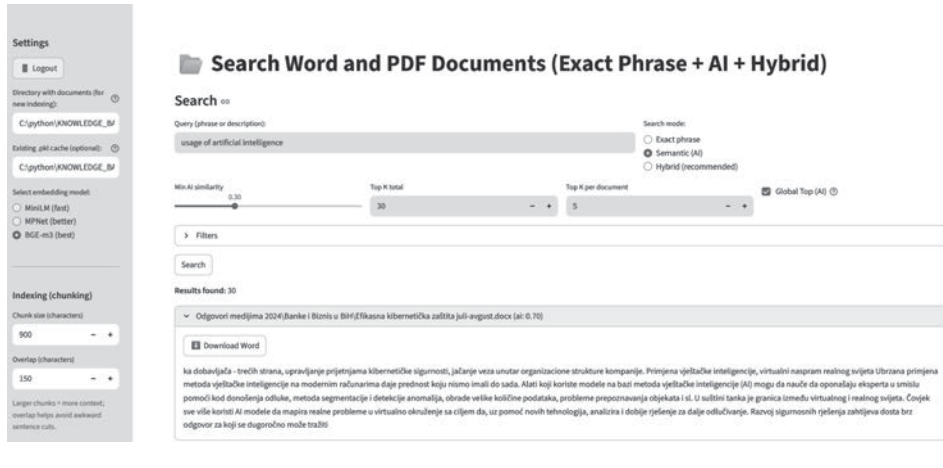 Settings
Logout
Directory with documents (for
new indexing):
C:\python\KNOWLEDGE_BA
Existing .pkl cache (optional):
C:\python\KNOWLEDGE_BA
Select embedding model:
MiniLM (fast)
MPNet (better)
BGE-m3 (best)
Indexing (chunking)
Chunk size (characters)
900
Overlap (characters)
150
Larger chunks = more context;
overlap helps avoid awkward
sentence cuts.
Search Word and PDF Documents (Exact Phrase + AI + Hybrid)
Search
Query (phrase or description):
usage of artificial intelligence
Search mode:
Exact phrase
Semantic (AI)
Hybrid (recommended)
Min AI similarity
0.30
Top K total
30
Top K per document
5
Global Top (AI)
Filters
Search
Results found: 30
Odgovori medijima 2024\Banke i Biznis u BiH\Efikasna kibernetička zaštita juli-avgust.docx (ai: 0.70)
Download Word
ka dobavljača - trećih strana, upravljanje prijetnjama kibernetičke sigurnosti, jačanje veza unutar organizacione strukture kompanije. Primjena vještačke inteligencije, virtualni naspram realnog svijeta Ubrzana primjena
metoda vještačke inteligencije na modernim računarima daje prednost koju nismo imali do sada. Alati koji koriste modele na bazi metoda vještačke inteligencije (AI) mogu da nauče da oponašaju eksperta u smislu
pomoći kod donošenja odluke, metoda segmentacije i detekcije anomalija, obrade velike količine podataka, probleme prepoznavanja objekata i sl. U suštini tanka je granica između virtualnog i realnog svijeta. Čovjek
sve više koristi AI modele da mapira realne probleme u virtualno okruženje sa ciljem da, uz pomoć novih tehnologija, analizira i dobije rješenje za dalje odlučivanje. Razvoj sigurnosnih rješenja zahtijeva dosta brz
odgovor za koji se dugoročno može tražiti